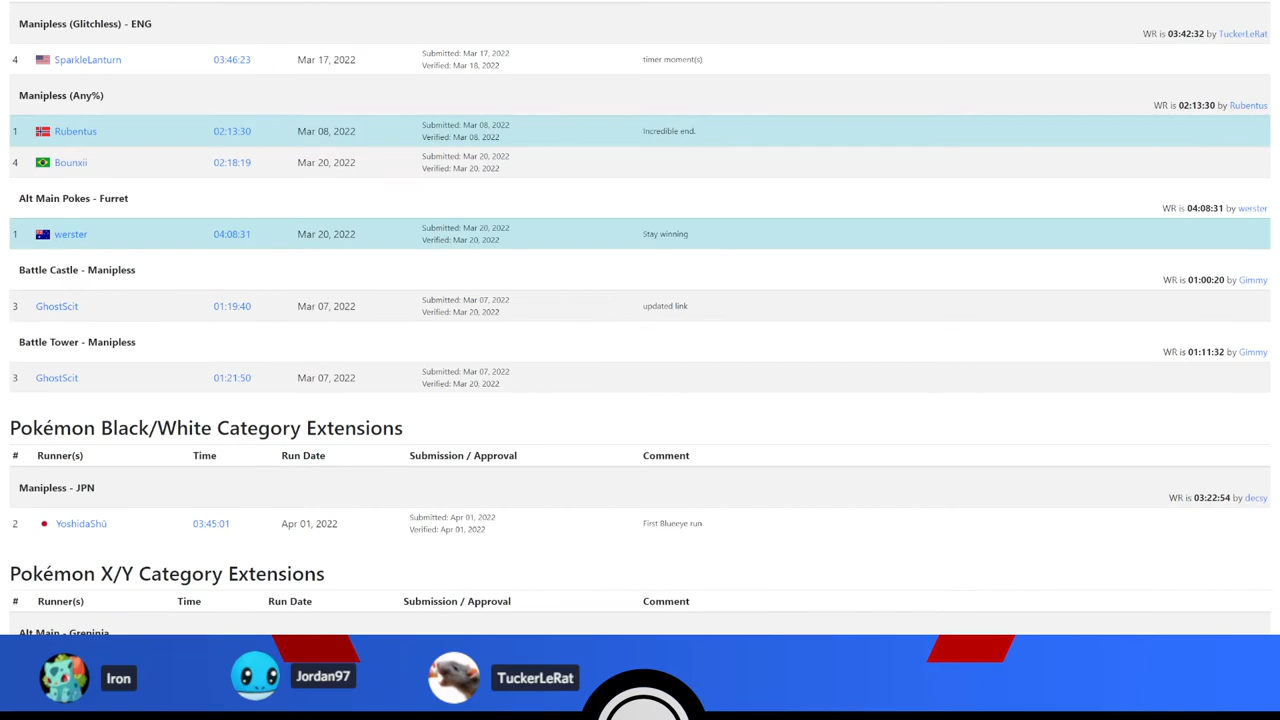 Manipless (Glitchless) - ENG
WR is 03:42:32 by TuckerLeRat
4 SparkleLanturn 03:46:23 Mar 17, 2022 Submitted: Mar 17, 2022 timer moment(s)
Verified: Mar 18, 2022
Manipless (Any%)
WR is 02:13:30 by Rubentus
1 Rubentus 02:13:30 Mar 08, 2022 Submitted: Mar 08, 2022 Incredible end.
Verified: Mar 08, 2022
4 Bounxii 02:18:19 Mar 20, 2022 Submitted: Mar 20, 2022
Verified: Mar 20, 2022
Alt Main Pokes - Furret
WR is 04:08:31 by werster
1 werster 04:08:31 Mar 20, 2022 Submitted: Mar 20, 2022 Stay winning
Verified: Mar 20, 2022
Battle Castle - Manipless
WR is 01:00:20 by Gimmy
3 GhostScit 01:19:40 Mar 07, 2022 Submitted: Mar 07, 2022 updated link
Verified: Mar 20, 2022
Battle Tower - Manipless
WR is 01:11:32 by Gimmy
3 GhostScit 01:21:50 Mar 07, 2022 Submitted: Mar 07, 2022
Verified: Mar 20, 2022
Pokémon Black/White Category Extensions
# Runner(s) Time Run Date Submission / Approval Comment
Manipless - JPN
WR is 03:22:54 by decsy
2 YoshidaShü 03:45:01 Apr 01, 2022 Submitted: Apr 01, 2022 First Blueeye run
Verified: Apr 01, 2022
Pokémon X/Y Category Extensions
# Runner(s) Time Run Date Submission / Approval Comment
Alt Main - Greninja
Iron Jordan97 TuckerLeRat